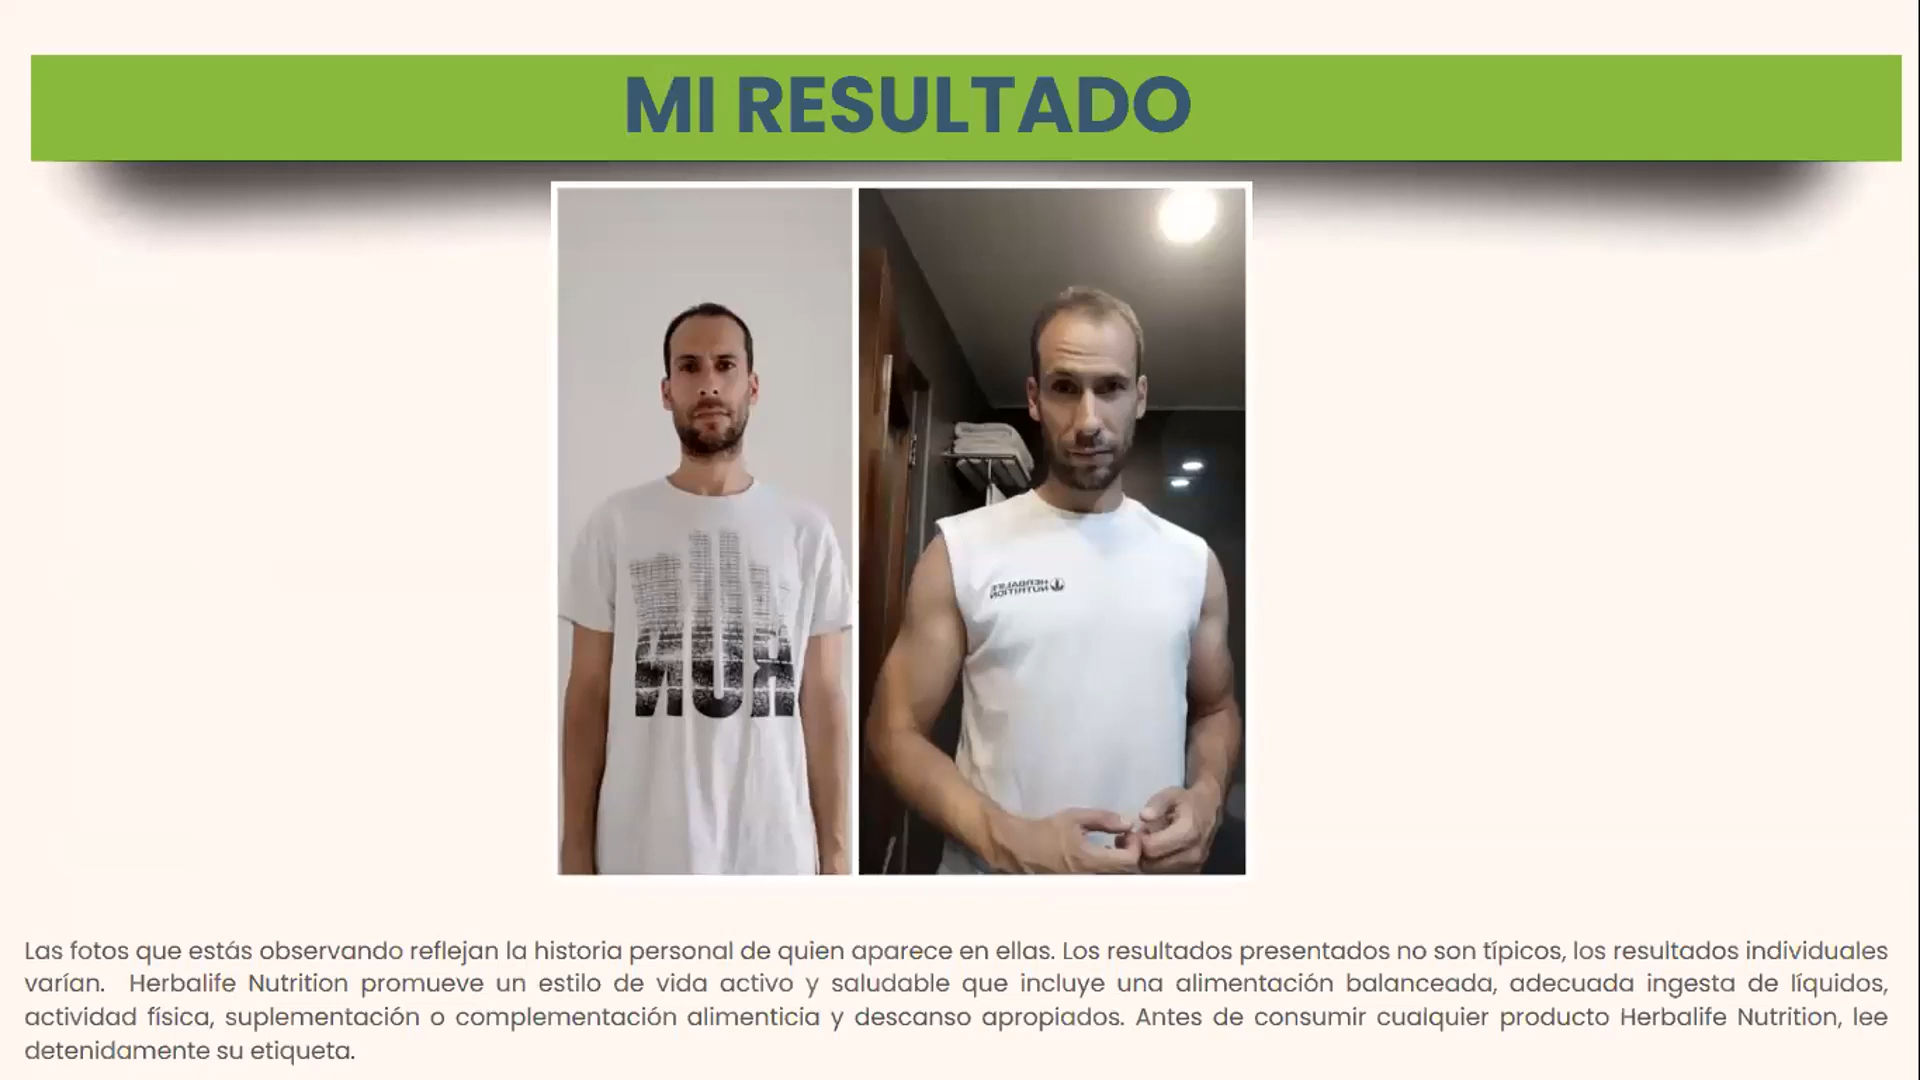 MI RESULTADO
RUN
HERBALIFE
NUTRITION
Las fotos que estás observando reflejan la historia personal de quien aparece en ellas. Los resultados presentados no son típicos, los resultados individuales
varían. Herbalife Nutrition promueve un estilo de vida activo y saludable que incluye una alimentación balanceada, adecuada ingesta de líquidos,
actividad física, suplementación o complementación alimenticia y descanso apropiados. Antes de consumir cualquier producto Herbalife Nutrition, lee
detenidamente su etiqueta.